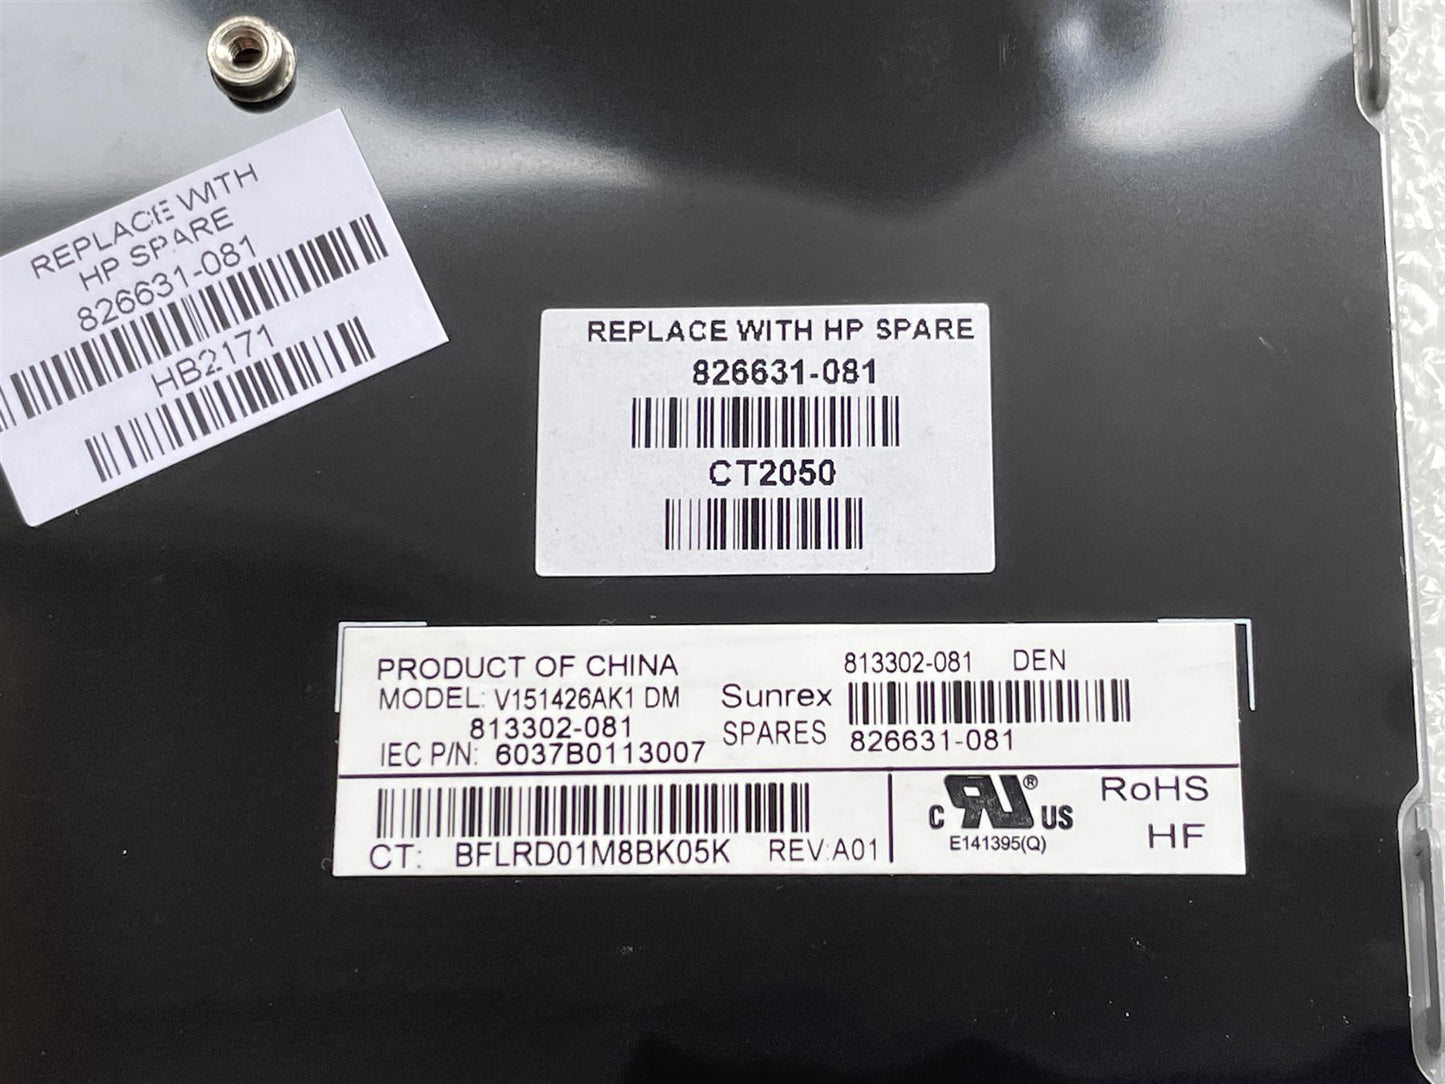 REPLACE WITH
HP SPARE
826631-081
HB2171
REPLACE WITH HP SPARE
826631-081
CT2050
PRODUCT OF CHINA
MODEL: V151426AK1 DM
813302-081
IEC P/N: 6037B0113007
Sunrex
SPARES
813302-081 DEN
826631-081
CT: BFLRD01M8BK05K REV:A01
C RU ® US
E141395(Q)
RoHS
HF